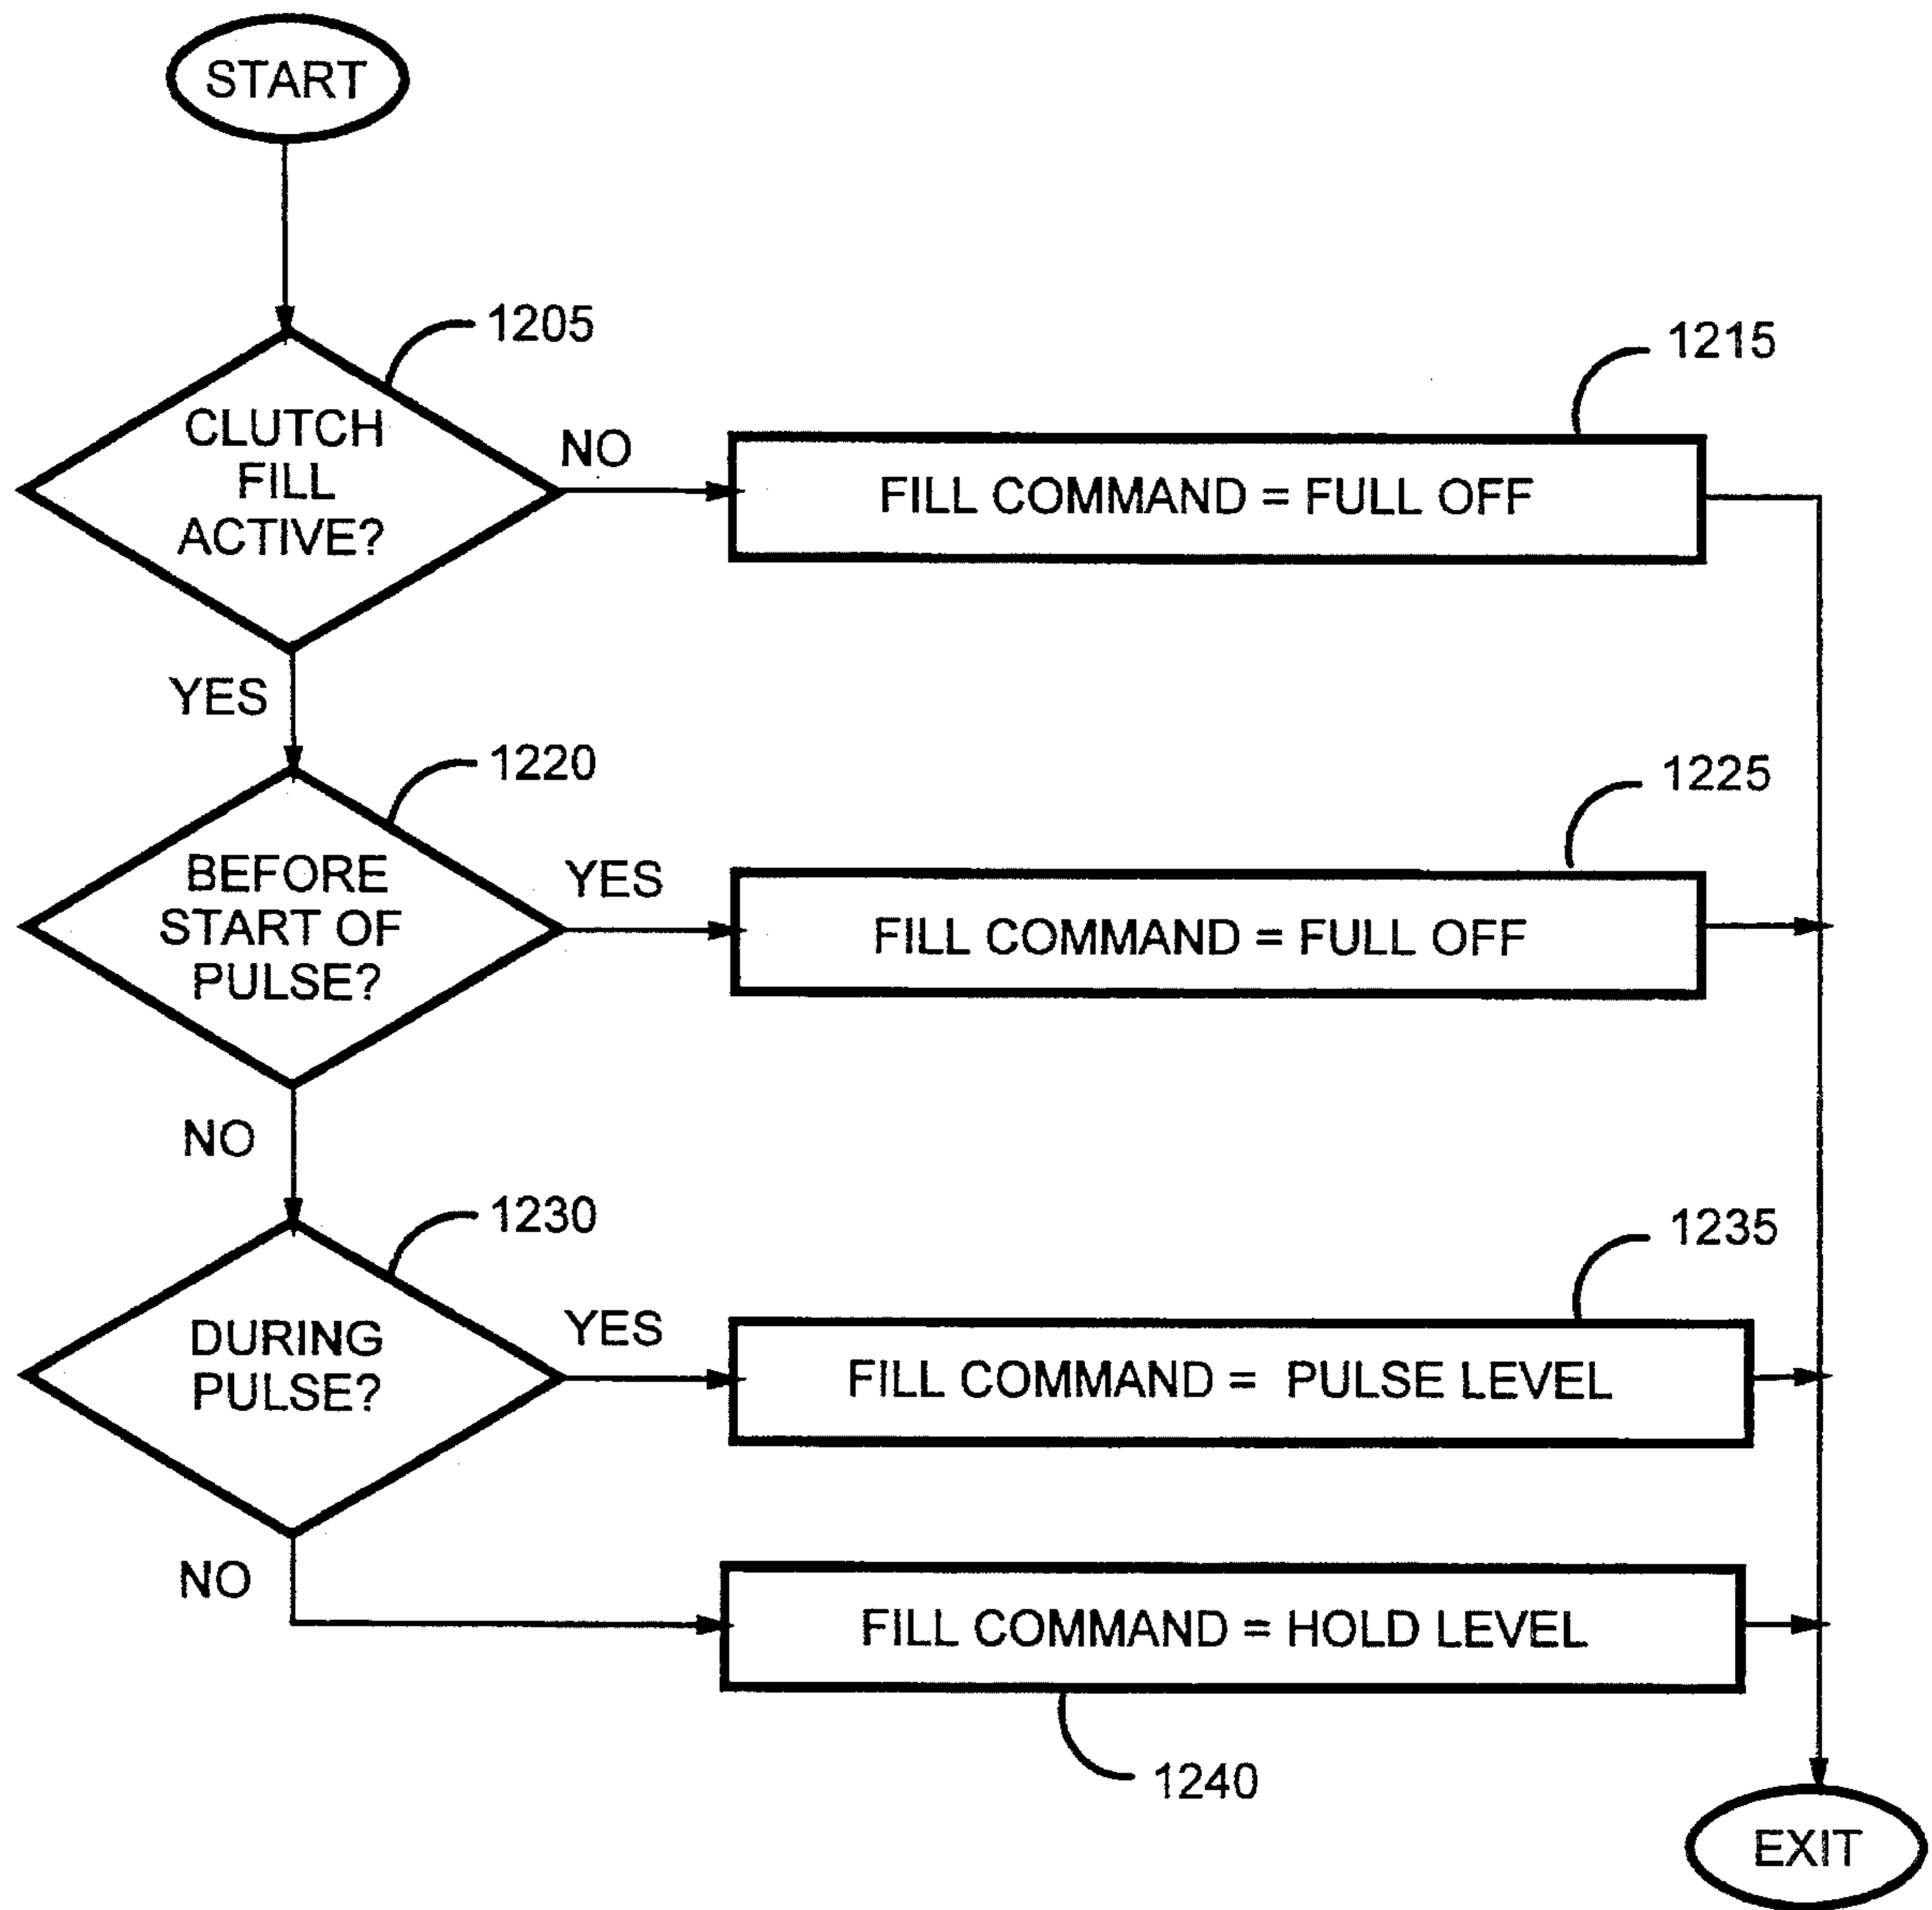 START
1205
1215
CLUTCH
FILL
ACTIVE?
NO
FILL COMMAND = FULL OFF
YES
1220
1225
BEFORE
START OF
PULSE?
YES
FILL COMMAND = FULL OFF
NO
1230
1235
DURING
PULSE?
YES
FILL COMMAND = PULSE LEVEL
NO
FILL COMMAND = HOLD LEVEL
1240
EXIT